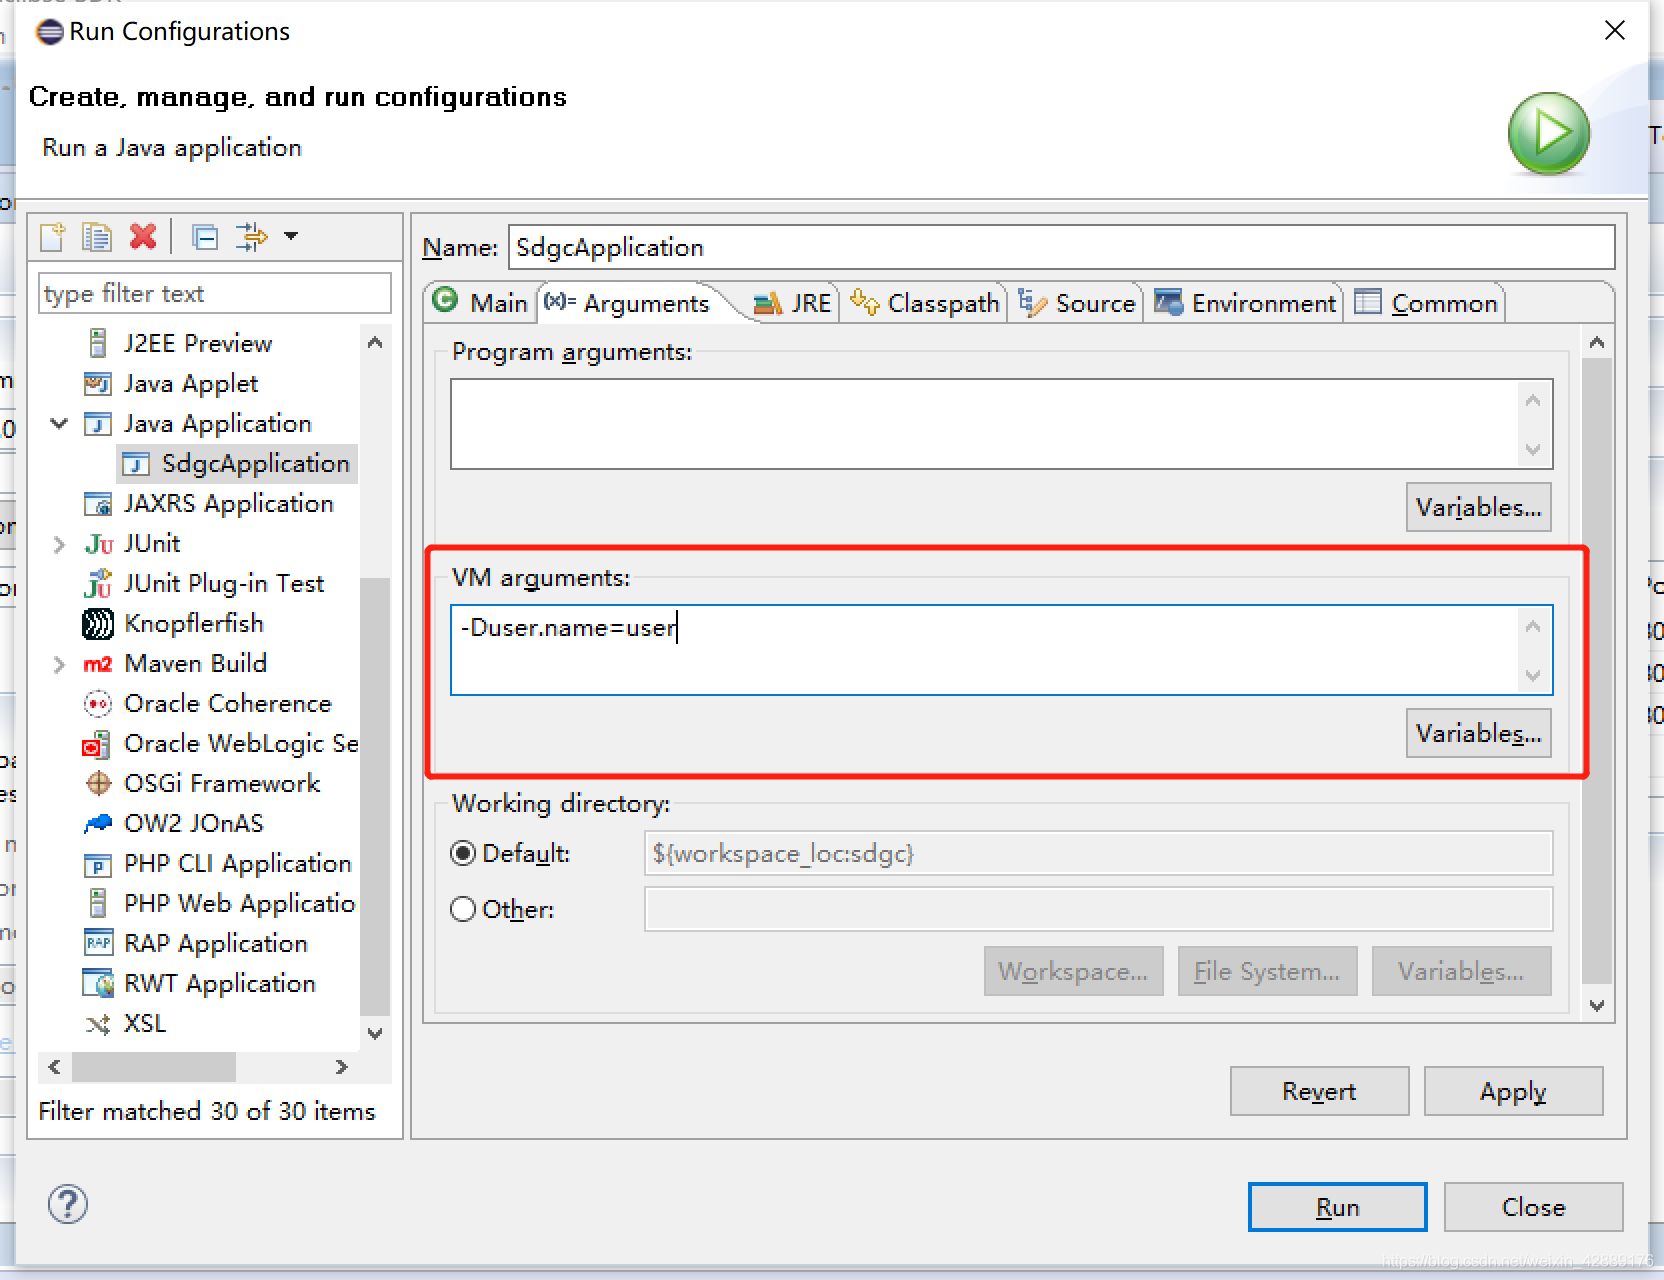 Run Configurations
Create, manage, and run configurations
Run a Java application
type filter text
J2EE Preview
Java Applet
Java Application
SdgcApplication
JAXRS Application
JUnit
JUnit Plug-in Test
Knopflerfish
Maven Build
Oracle Coherence
Oracle WebLogic Se
OSGi Framework
OW2 JOnAS
PHP CLI Application
PHP Web Applicatio
RAP Application
RWT Application
XSL
Filter matched 30 of 30 items
Name: SdgcApplication
Main (x)= Arguments JRE Classpath Source Environment Common
Program arguments:
Variables...
VM arguments:
-Duser.name=user
Variables...
Working directory:
Default: ${workspace_loc:sdgc}
Other:
Workspace... File System... Variables...
Revert Apply
Run Close
https://blog.csdn.net/weixin_42889176